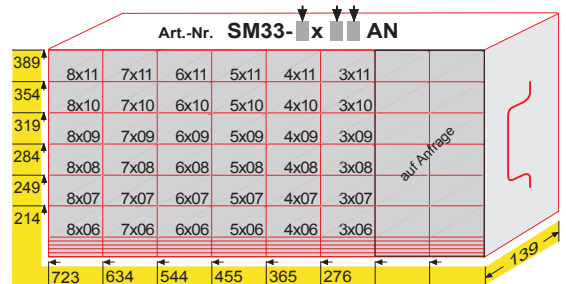 Art.-Nr. SM33- x AN
389 8x11 7x11 6x11 5x11 4x11 3x11
354 8x10 7x10 6x10 5x10 4x10 3x10
319 8x09 7x09 6x09 5x09 4x09 3x09
284 8x08 7x08 6x08 5x08 4x08 3x08
auf Anfrage
249 8x07 7x07 6x07 5x07 4x07 3x07
214 8x06 7x06 6x06 5x06 4x06 3x06
139
723 634 544 455 365 276